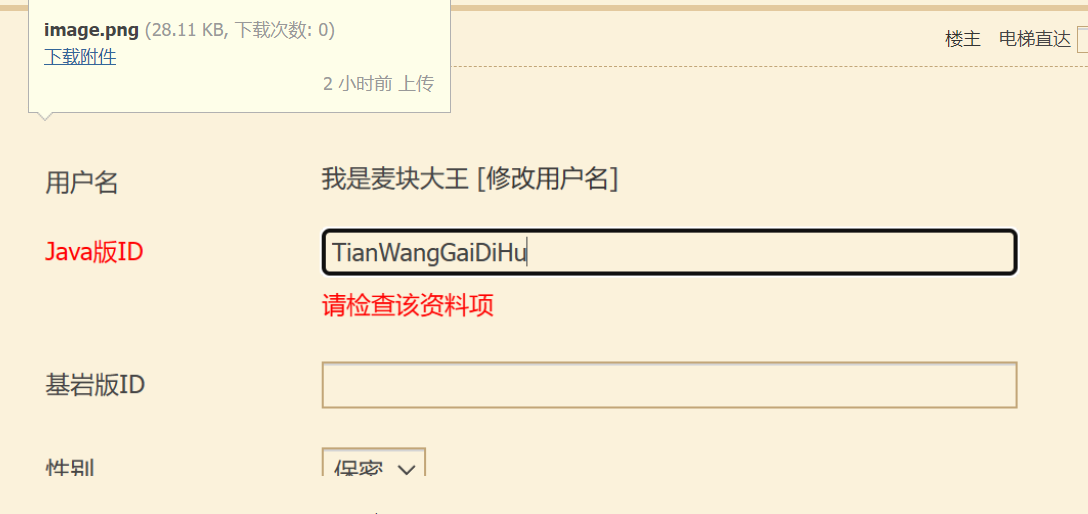 image.png (28.11 KB, 下载次数: 0)
下载附件
2 小时前 上传
楼主 电梯直达
用户名 我是麦块大王 [修改用户名]
Java版ID TianWangGaiDiHu
请检查该资料项
基岩版ID
性别 保密